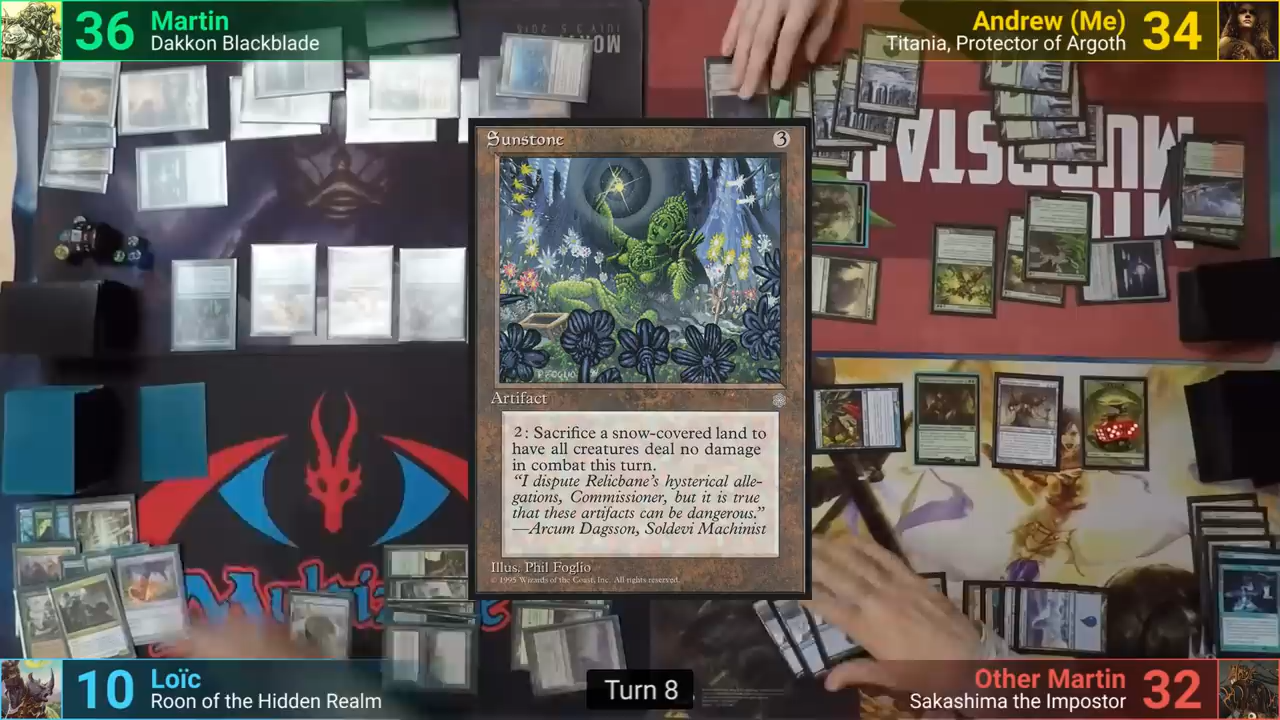 36 Martin
Dakkon Blackblade
Andrew (Me) 34
Titania, Protector of Argoth
Sunstone 3
P. FOGLIO
Artifact
2: Sacrifice a snow-covered land to
have all creatures deal no damage
in combat this turn.
"I dispute Relicbane's hysterical alle-
gations, Commissioner, but it is true
that these artifacts can be dangerous."
—Arcum Dagsson, Soldevi Machinist
Illus. Phil Foglio
© 1995 Wizards of the Coast, Inc. All rights reserved.
10 Loïc
Roon of the Hidden Realm
Turn 8
Other Martin 32
Sakashima the Impostor